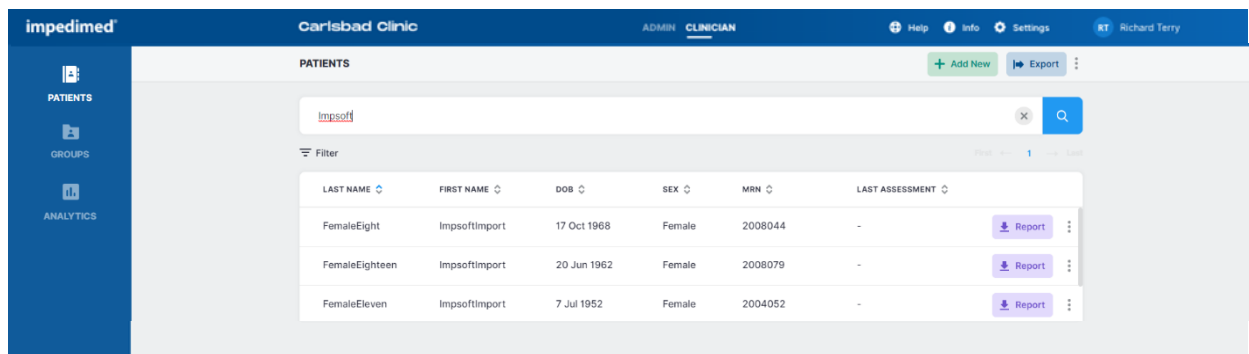 impedimed®
Carlsbad Clinic
ADMIN CLINICIAN
Help Info Settings
RT Richard Terry
PATIENTS
GROUPS
ANALYTICS
PATIENTS
+ Add New Export
Impsoft
Filter
First 1 Last
LAST NAME FIRST NAME DOB SEX MRN LAST ASSESSMENT
FemaleEight ImpsoftImport 17 Oct 1968 Female 2008044 - Report
FemaleEighteen ImpsoftImport 20 Jun 1962 Female 2008079 - Report
FemaleEleven ImpsoftImport 7 Jul 1952 Female 2004052 - Report